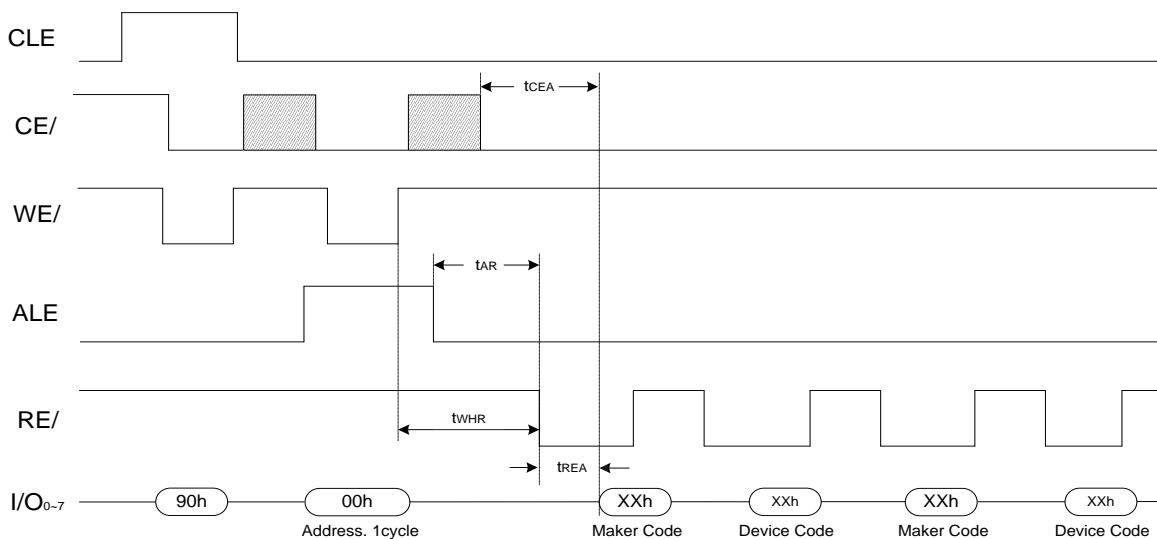 CLE
tCEA
CE/
WE/
tAR
ALE
RE/
tWHR
tREA
I/O0~7 90h 00h XXh XXh XXh XXh
Address. 1cycle Maker Code Device Code Maker Code Device Code